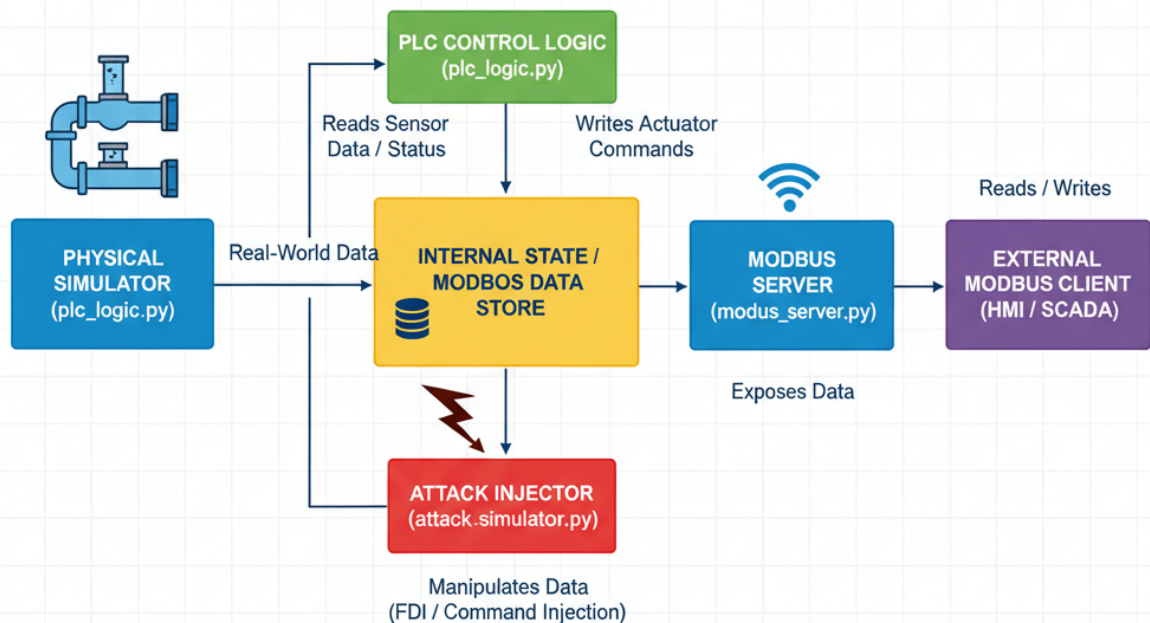 PLC CONTROL LOGIC
(plc_logic.py)
Reads Sensor
Data / Status
Writes Actuator
Commands
Reads / Writes
PHYSICAL
SIMULATOR
(plc_logic.py)
Real-World Data
INTERNAL STATE /
MODBOS DATA
STORE
MODBUS
SERVER
(modus_server.py)
EXTERNAL
MODBUS CLIENT
(HMI / SCADA)
Exposes Data
ATTACK INJECTOR
(attack-simulator.py)
Manipulates Data
(FDI / Command Injection)